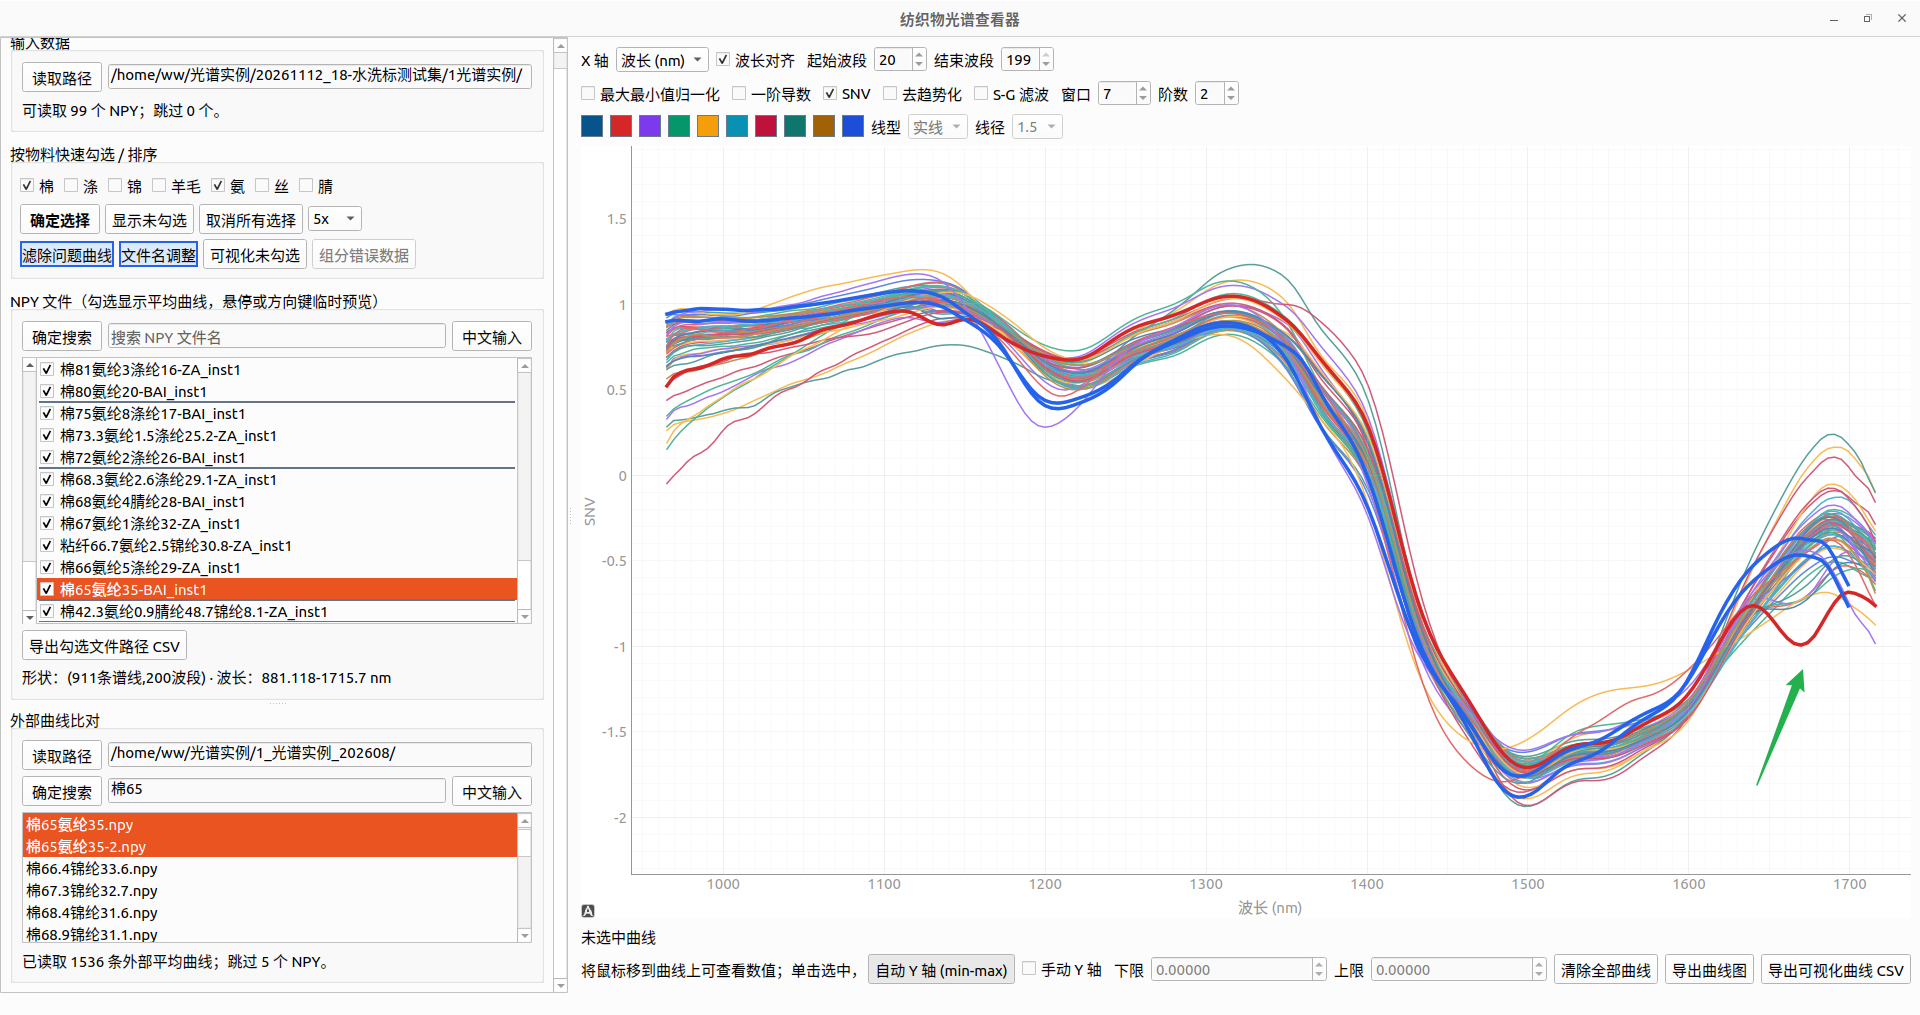 纺织物光谱查看器
输入数据
读取路径 /home/ww/光谱实例/20261112_18-水洗标测试集/1光谱实例/
可读取 99 个 NPY；跳过 0 个。
按物料快速勾选 / 排序
棉 涤 锦 羊毛 氨 丝 腈
确定选择 显示未勾选 取消所有选择 5x
滤除问题曲线 文件名调整 可视化未勾选 组分错误数据
NPY 文件（勾选显示平均曲线，悬停或方向键临时预览）
确定搜索 搜索 NPY 文件名 中文输入
棉81氨纶3涤纶16-ZA_inst1
棉80氨纶20-BAI_inst1
棉75氨纶8涤纶17-BAI_inst1
棉73.3氨纶1.5涤纶25.2-ZA_inst1
棉72氨纶2涤纶26-BAI_inst1
棉68.3氨纶2.6涤纶29.1-ZA_inst1
棉68氨纶4腈纶28-BAI_inst1
棉67氨纶1涤纶32-ZA_inst1
粘纤66.7氨纶2.5锦纶30.8-ZA_inst1
棉66氨纶5涤纶29-ZA_inst1
棉65氨纶35-BAI_inst1
棉42.3氨纶0.9腈纶48.7锦纶8.1-ZA_inst1
导出勾选文件路径 CSV
形状：(911条谱线,200波段) · 波长：881.118-1715.7 nm
外部曲线比对
读取路径 /home/ww/光谱实例/1_光谱实例_202608/
确定搜索 棉65 中文输入
棉65氨纶35.npy
棉65氨纶35-2.npy
棉66.4锦纶33.6.npy
棉67.3锦纶32.7.npy
棉68.4锦纶31.6.npy
棉68.9锦纶31.1.npy
已读取 1536 条外部平均曲线；跳过 5 个 NPY。
X 轴 波长 (nm) 波长对齐 起始波段 20 结束波段 199
最大最小值归一化 一阶导数 SNV 去趋势化 S-G 滤波 窗口 7 阶数 2
线型 实线 线径 1.5
1.5
1
0.5
0
-0.5
-1
-1.5
-2
SNV
1000 1100 1200 1300 1400 1500 1600 1700
波长 (nm)
A
未选中曲线
将鼠标移到曲线上可查看数值；单击选中， 自动 Y 轴 (min-max) 手动 Y 轴 下限 0.00000 上限 0.00000 清除全部曲线 导出曲线图 导出可视化曲线 CSV